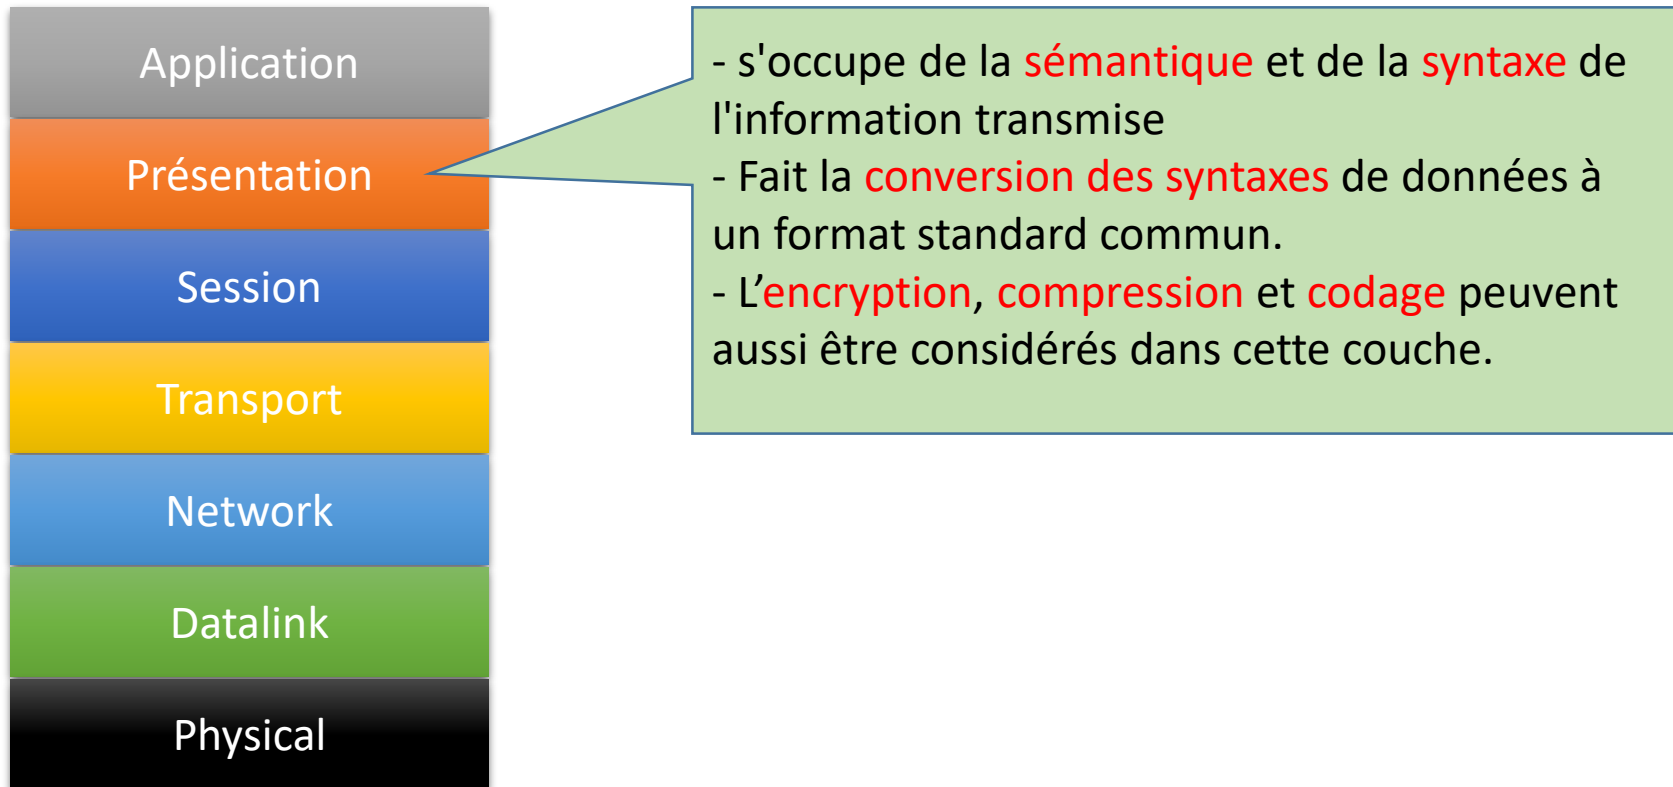 Application
Présentation
Session
Transport
Network
Datalink
Physical
- s'occupe de la sémantique et de la syntaxe de
l'information transmise
- Fait la conversion des syntaxes de données à
un format standard commun.
- L’encryption, compression et codage peuvent
aussi être considérés dans cette couche.